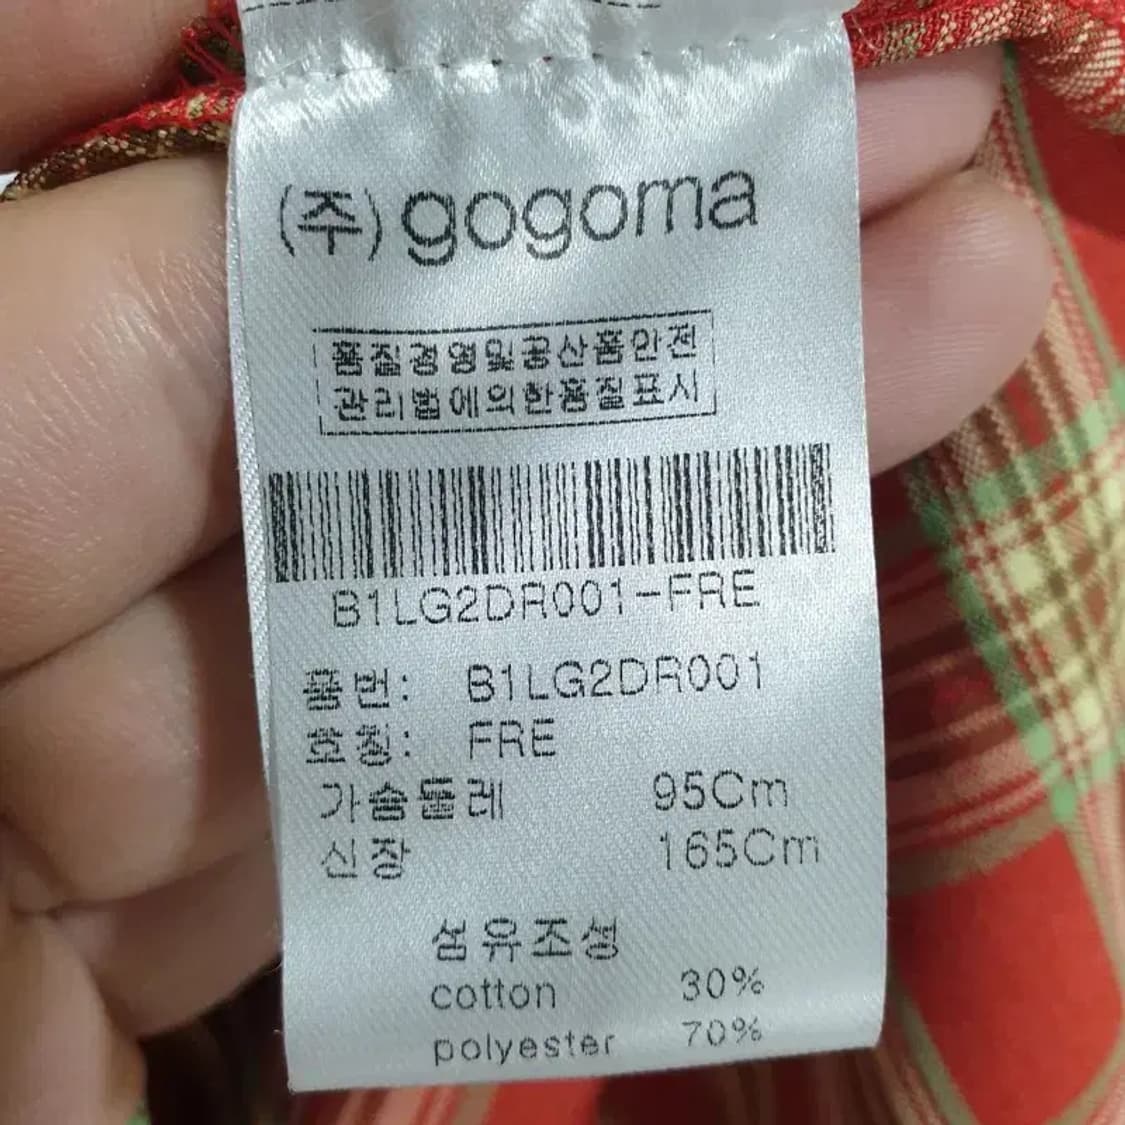 (주)gogoma
품질경영및공산품안전
관리법에의한품질표시
B1LG2DR001-FRE
품번: B1LG2DR001
호칭: FRE
가슴둘레 95Cm
신장 165Cm
섬유조성
cotton 30%
polyester 70%